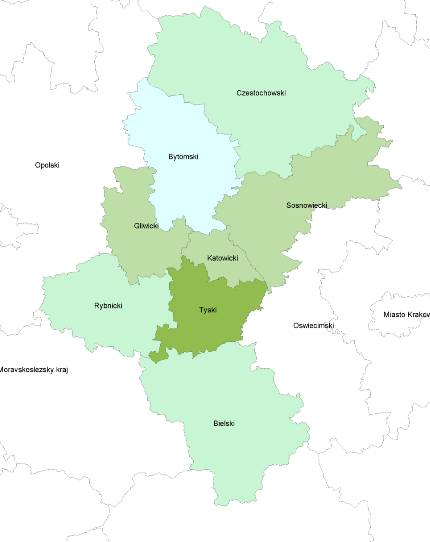 Czestochowski
Bytomski
Opolski
Sosnowiecki
Gliwicki
Katowicki
Rybnicki
Tyski
Miasto Krakow
Oswiecimski
Moravskoslezsky kraj
Bielski